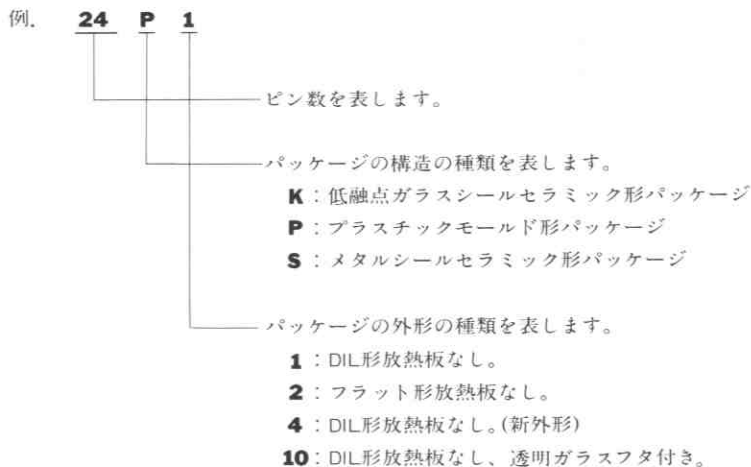 例. 24 P 1
ピン数を表します。
パッケージの構造の種類を表します。
K：低融点ガラスシールセラミック形パッケージ
P：プラスチックモールド形パッケージ
S：メタルシールセラミック形パッケージ
パッケージの外形の種類を表します。
1：DIL形放熱板なし。
2：フラット形放熱板なし。
4：DIL形放熱板なし。(新外形)
10：DIL形放熱板なし、透明ガラスフタ付き。